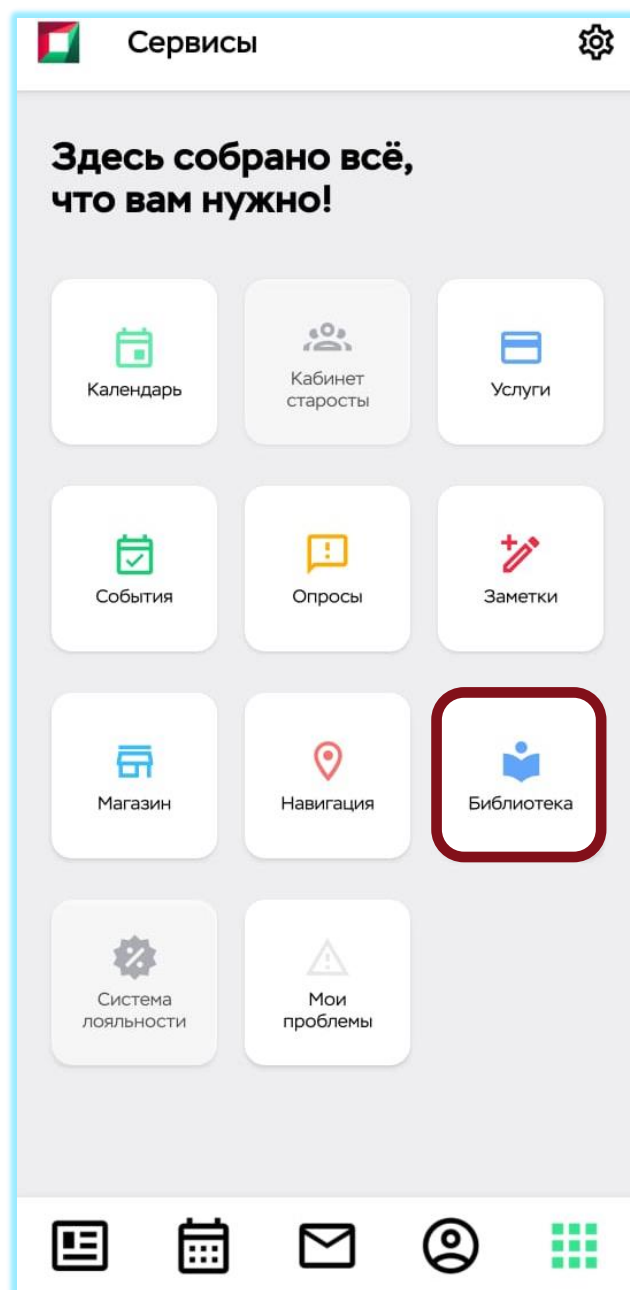 Сервисы
Здесь собрано всё,
что вам нужно!
Календарь
Кабинет
старосты
Услуги
События
Опросы
Заметки
Магазин
Навигация
Библиотека
Система
лояльности
Мои
проблемы